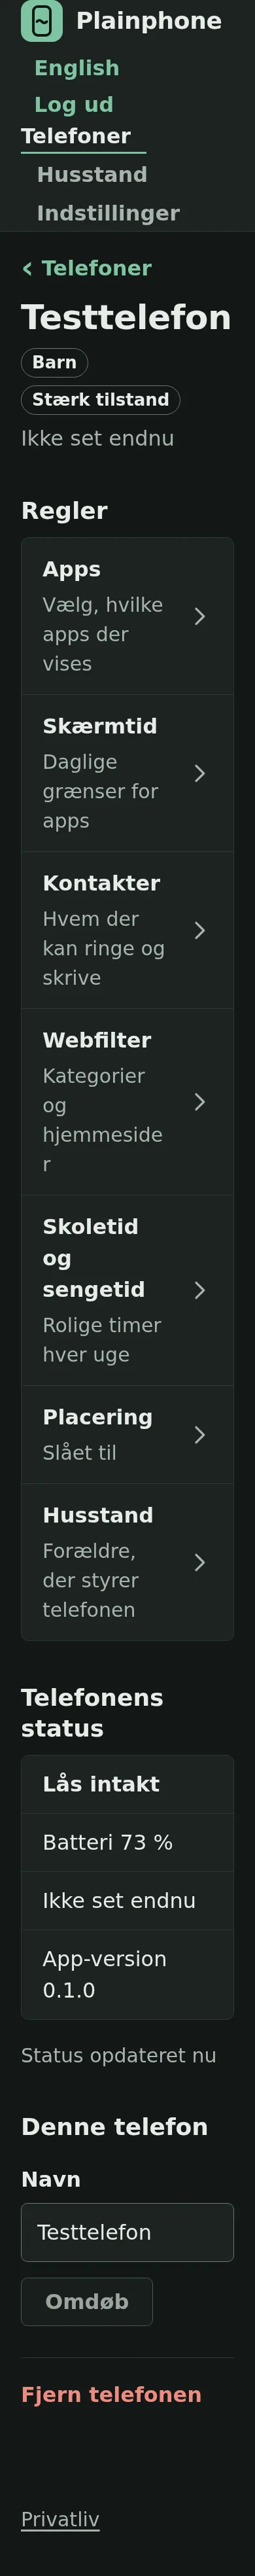 Plainphone
English
Log ud
Telefoner
Husstand
Indstillinger
‹ Telefoner
Testtelefon
Barn
Stærk tilstand
Ikke set endnu
Regler
Apps
Vælg, hvilke
apps der
vises
Skærmtid
Daglige
grænser for
apps
Kontakter
Hvem der
kan ringe og
skrive
Webfilter
Kategorier
og
hjemmeside
r
Skoletid
og
sengetid
Rolige timer
hver uge
Placering
Slået til
Husstand
Forældre,
der styrer
telefonen
Telefonens
status
Lås intakt
Batteri 73 %
Ikke set endnu
App-version
0.1.0
Status opdateret nu
Denne telefon
Navn
Testtelefon
Omdøb
Fjern telefonen
Privatliv